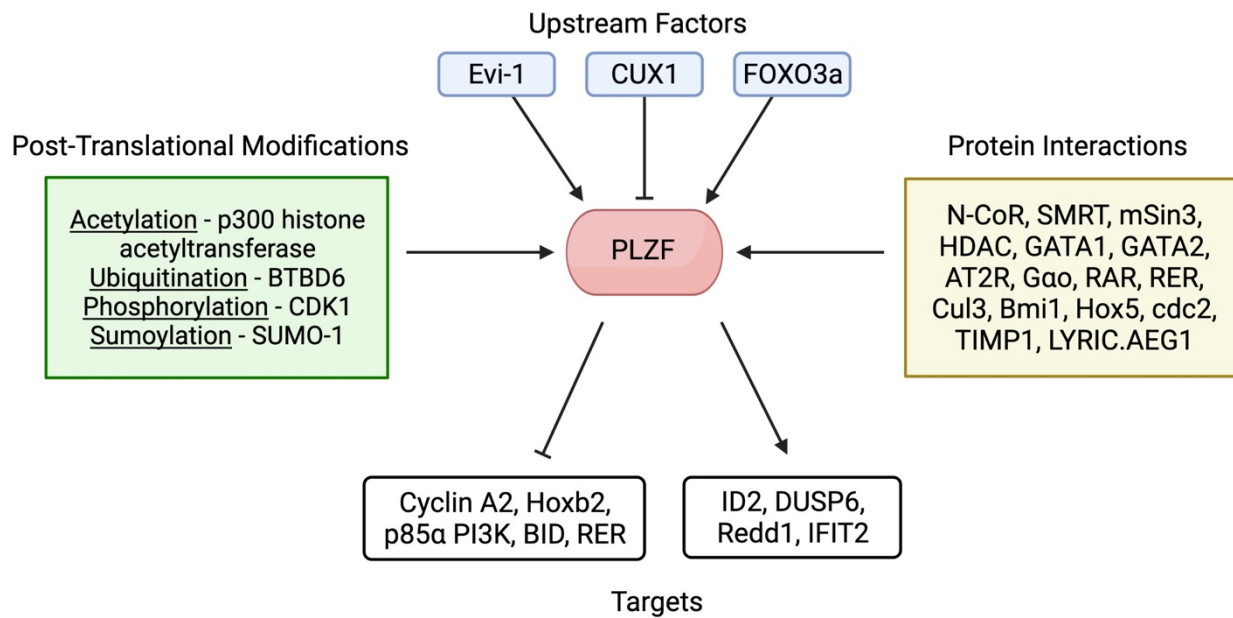 Upstream Factors
Evi-1
CUX1
FOXO3a
Post-Translational Modifications
Acetylation - p300 histone
acetyltransferase
Ubiquitination - BTBD6
Phosphorylation - CDK1
Sumoylation - SUMO-1
PLZF
Protein Interactions
N-CoR, SMRT, mSin3,
HDAC, GATA1, GATA2,
AT2R, Gαo, RAR, RER,
Cul3, Bmi1, Hox5, cdc2,
TIMP1, LYRIC.AEG1
Cyclin A2, Hoxb2,
p85α PI3K, BID, RER
ID2, DUSP6,
Redd1, IFIT2
Targets